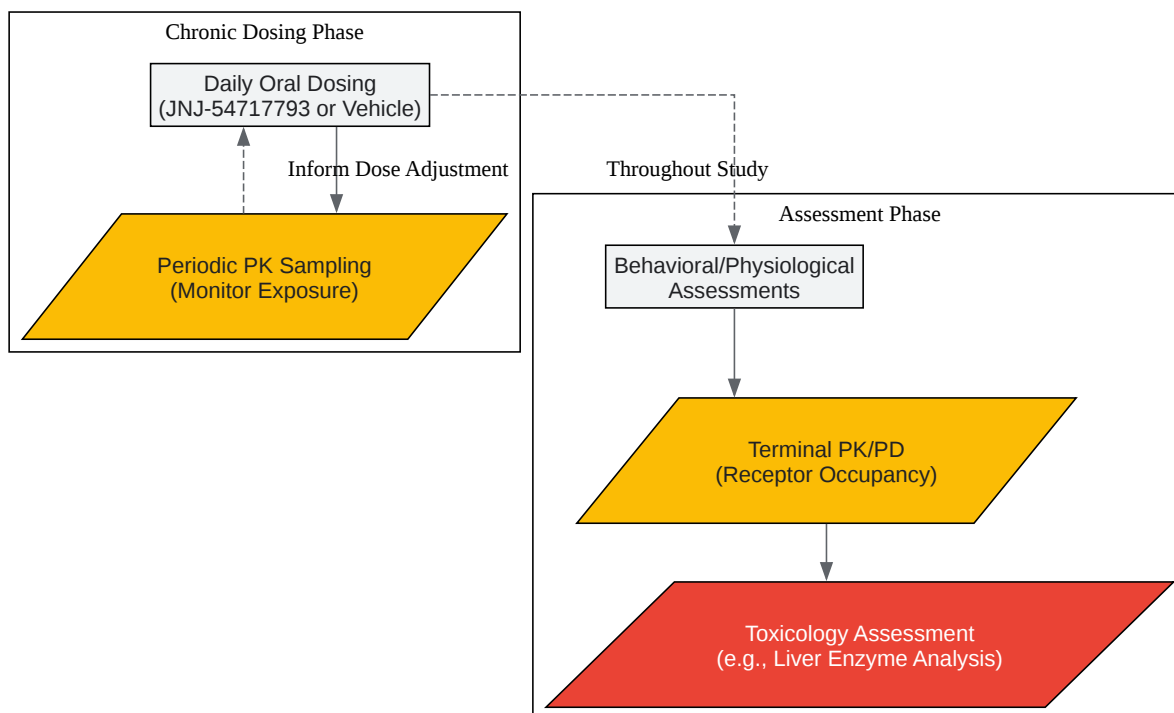 Chronic Dosing Phase
Daily Oral Dosing
(JNJ-54717793 or Vehicle)
Inform Dose Adjustment
Periodic PK Sampling
(Monitor Exposure)
Throughout Study
Assessment Phase
Behavioral/Physiological
Assessments
Terminal PK/PD
(Receptor Occupancy)
Toxicology Assessment
(e.g., Liver Enzyme Analysis)